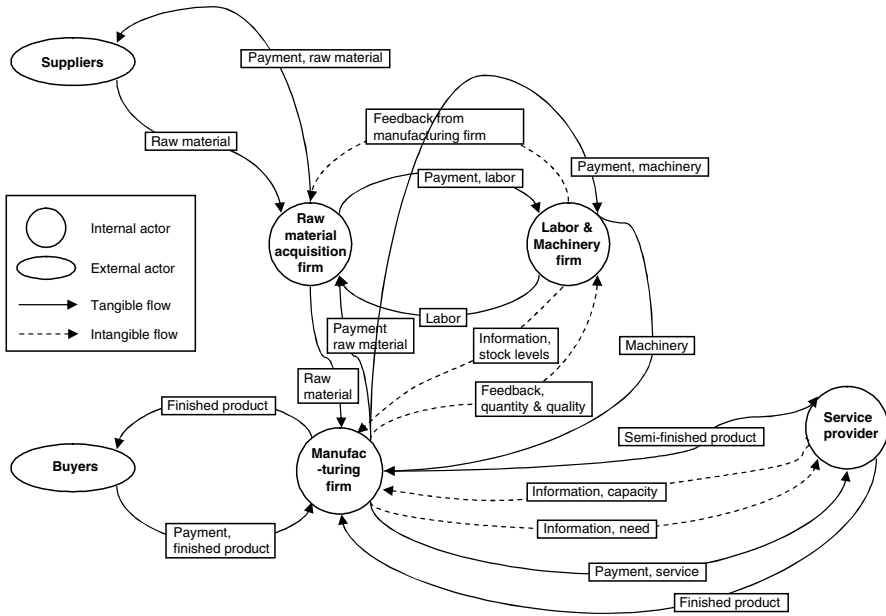 Suppliers
Payment, raw material
Raw material
Feedback from
manufacturing firm
Payment, labor
Payment, machinery
Internal actor
External actor
Tangible flow
Intangible flow
Raw
material
acquisition
firm
Labor &
Machinery
firm
Labor
Payment
raw material
Information,
stock levels
Machinery
Raw
material
Feedback,
quantity & quality
Finished product
Buyers
Payment,
finished product
Manufac
-turing
firm
Semi-finished product
Service
provider
Information, capacity
Information, need
Payment, service
Finished product